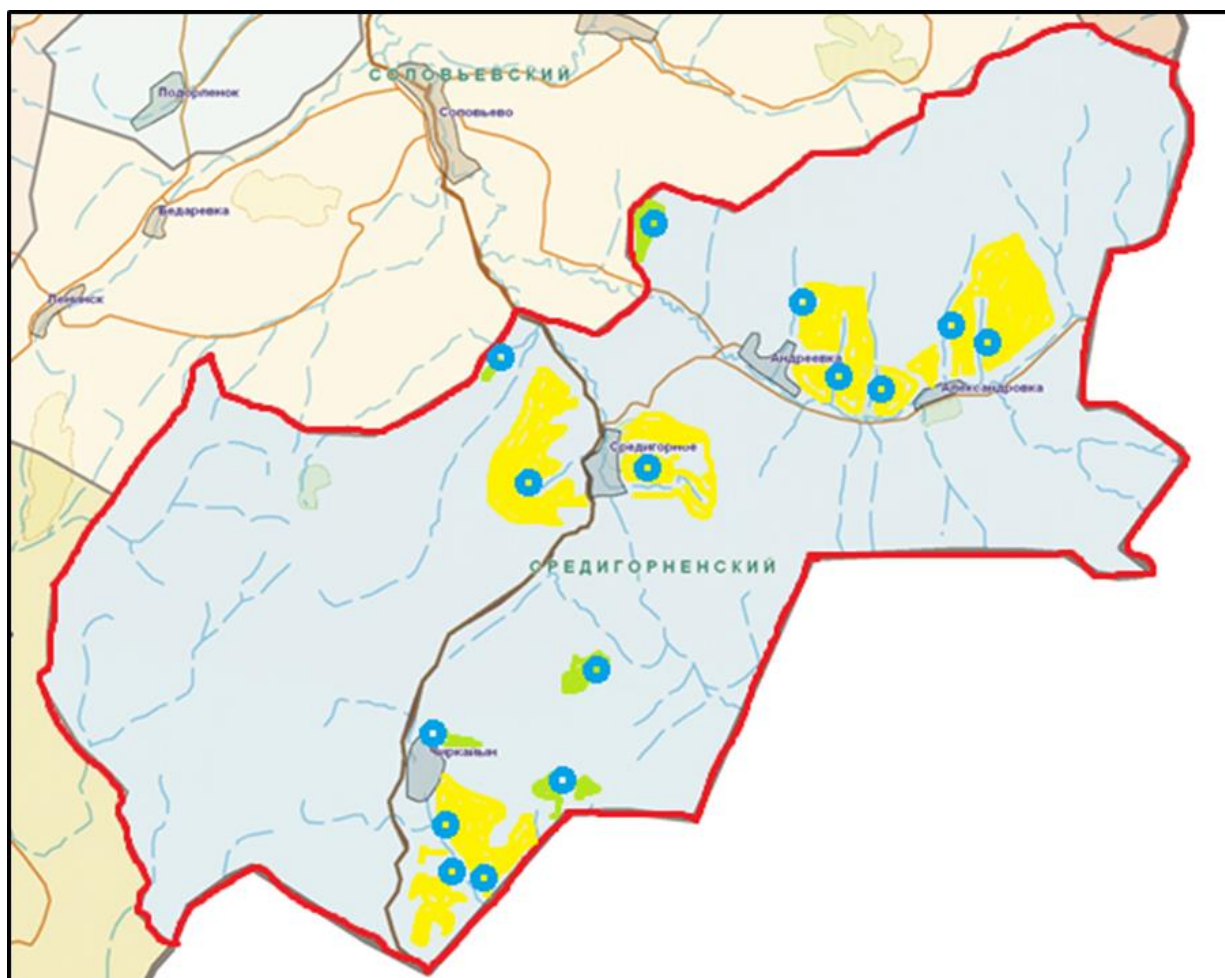 СОЛОВЬЕВСКИЙ
Подорленок
Соловьево
Бедаревка
Ленинск
Андреевка
Александровка
Средигорное
СРЕДИГОРНЕНСКИЙ